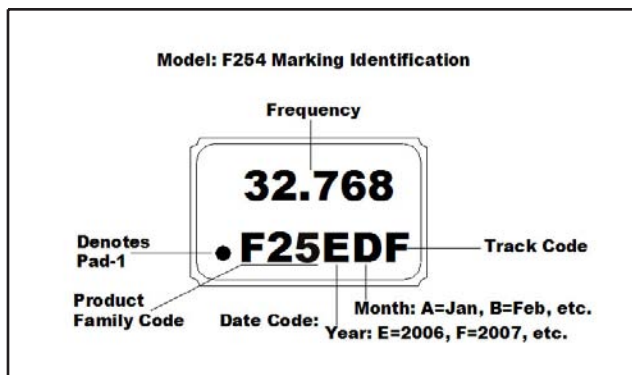 Model: F254 Marking Identification
Frequency
32.768
Denotes
Pad-1
F25EDF
Track Code
Product
Family Code
Date Code:
Month: A=Jan, B=Feb, etc.
Year: E=2006, F=2007, etc.